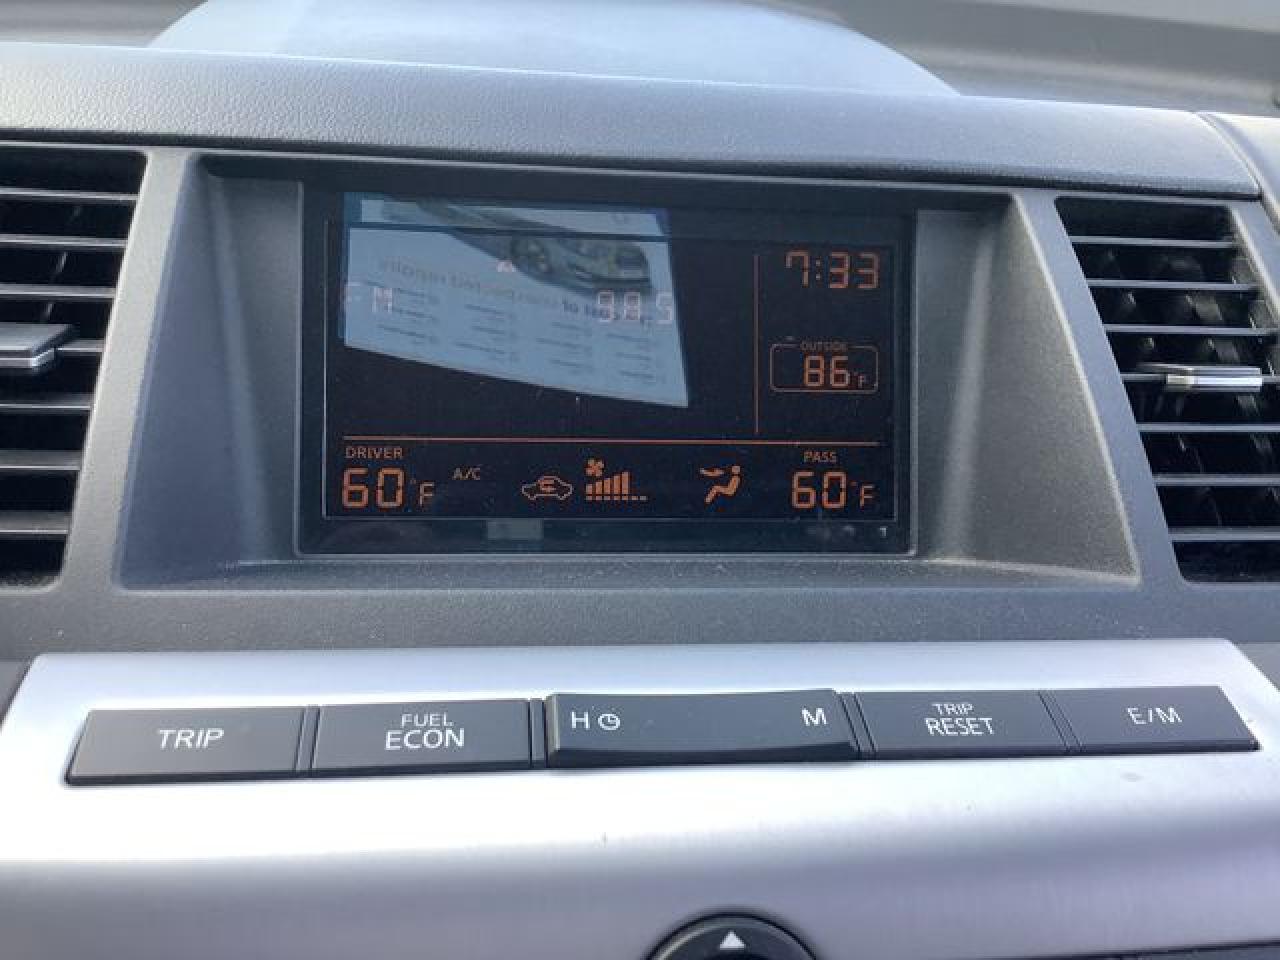 7:33
FM 98.5
OUTSIDE
86°F
DRIVER
60°F
A/C
PASS
60°F
TRIP
FUEL
ECON
H
M
TRIP
RESET
E/M